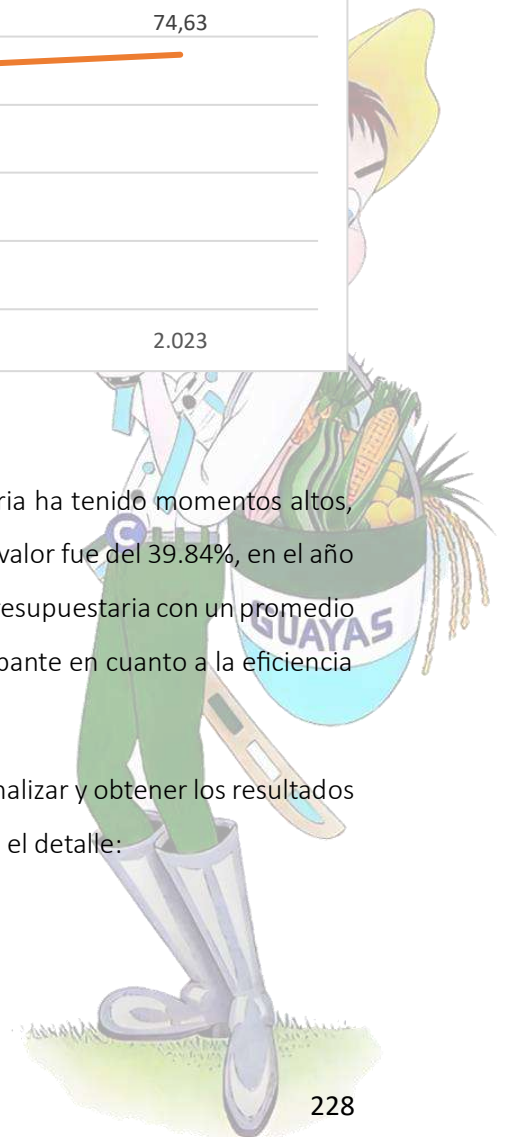 74,63
2.023
ria ha tenido momentos altos,
valor fue del 39.84%, en el año
resupuestaria con un promedio
pante en cuanto a la eficiencia
nalizar y obtener los resultados
el detalle:
C
GUAYAS
228